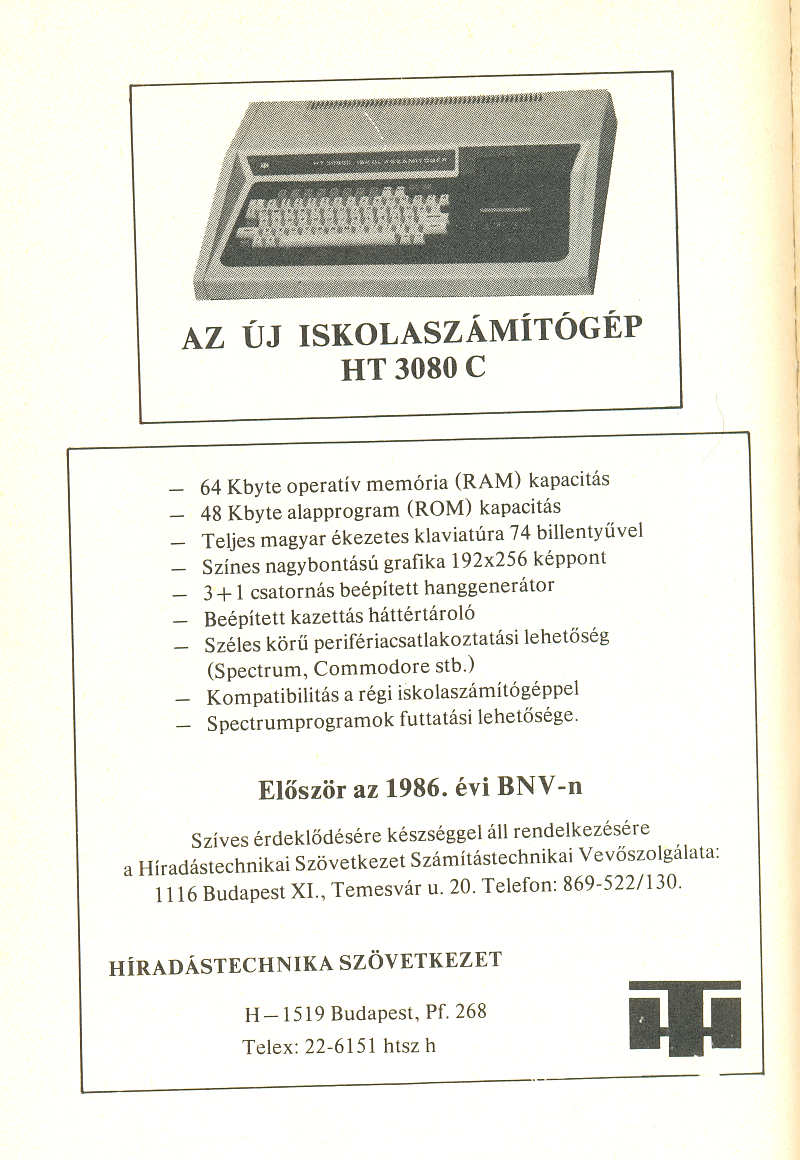 HT 3080C ISKOLASZÁMÍTÓGÉP
AZ ÚJ ISKOLASZÁMÍTÓGÉP
HT 3080 C
— 64 Kbyte operatív memória (RAM) kapacitás
— 48 Kbyte alapprogram (ROM) kapacitás
— Teljes magyar ékezetes klaviatúra 74 billentyűvel
— Színes nagybontású grafika 192x256 képpont
— 3+1 csatornás beépített hanggenerátor
— Beépített kazettás háttértároló
— Széles körű perifériacsatlakoztatási lehetőség
(Spectrum, Commodore stb.)
— Kompatibilitás a régi iskolaszámítógéppel
— Spectrumprogramok futtatási lehetősége.
Először az 1986. évi BNV-n
Szíves érdeklődésére készséggel áll rendelkezésére
a Híradástechnikai Szövetkezet Számítástechnikai Vevőszolgálata:
1116 Budapest XI., Temesvár u. 20. Telefon: 869-522/130.
HÍRADÁSTECHNIKA SZÖVETKEZET
H—1519 Budapest, Pf. 268
Telex: 22-6151 htsz h